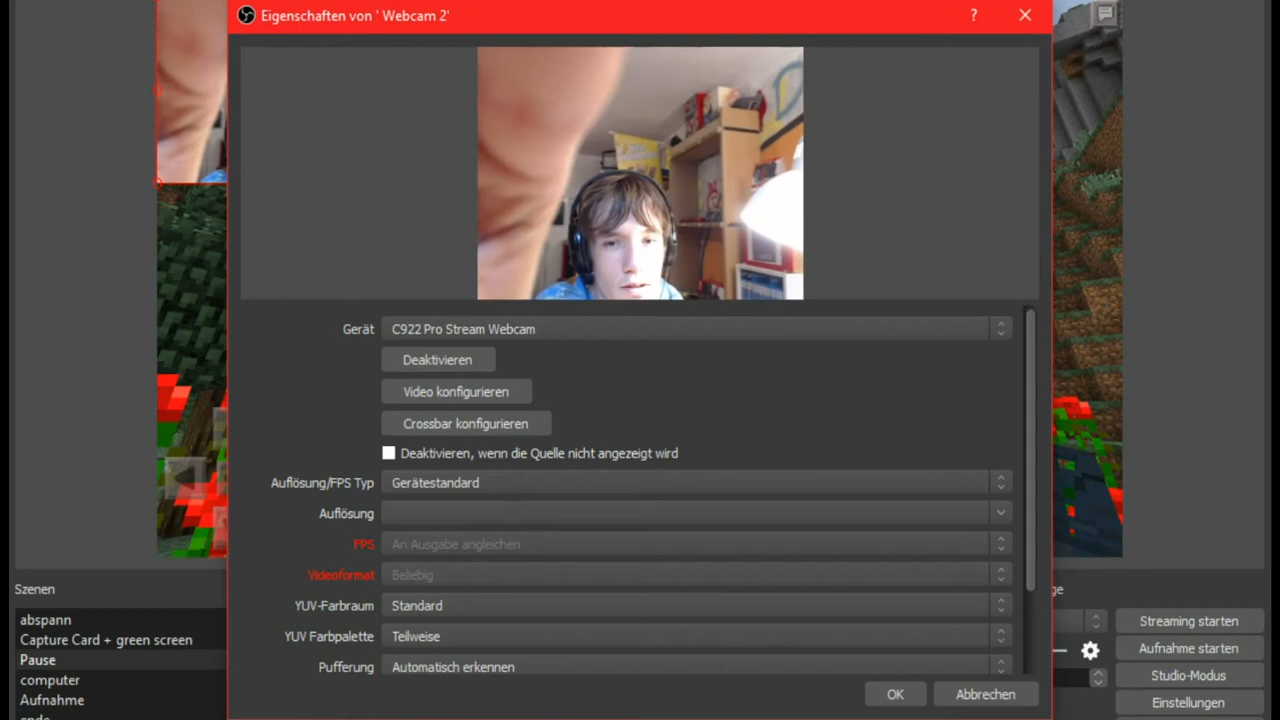 Eigenschaften von ' Webcam 2'
?
Gerät C922 Pro Stream Webcam
Deaktivieren
Video konfigurieren
Crossbar konfigurieren
Deaktivieren, wenn die Quelle nicht angezeigt wird
Auflösung/FPS Typ Gerätestandard
Auflösung
FPS An Ausgabe angleichen
Videoformat Beliebig
YUV-Farbraum Standard
YUV Farbpalette Teilweise
Pufferung Automatisch erkennen
OK Abbrechen
Szenen
abspann
Capture Card + green screen
Pause
computer
Aufnahme
Streaming starten
Aufnahme starten
Studio-Modus
Einstellungen